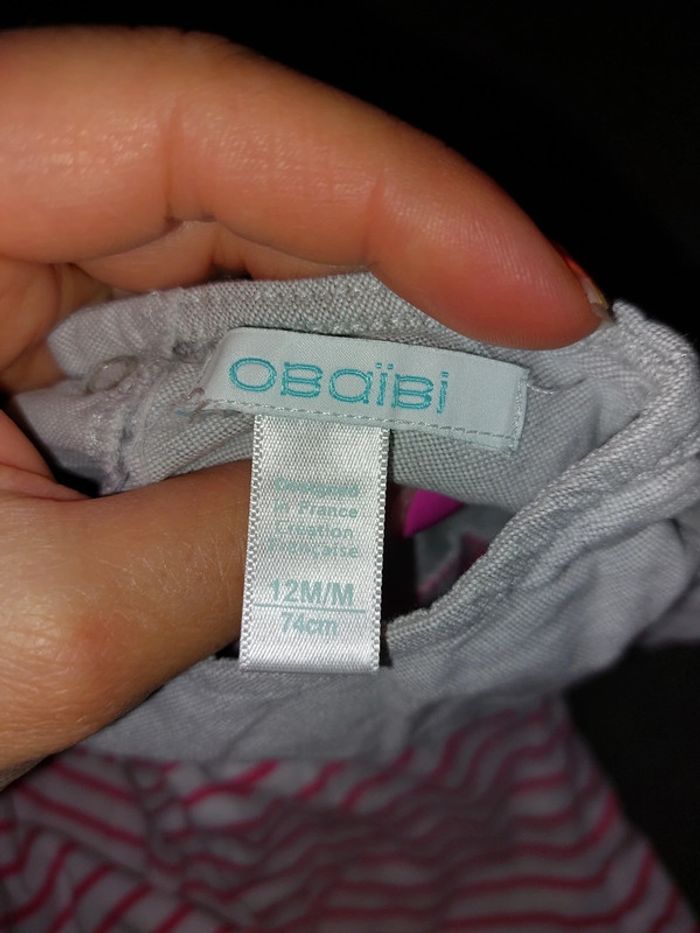 OBaïBi
Designed
in France
Création
Française
12M/M
74cm